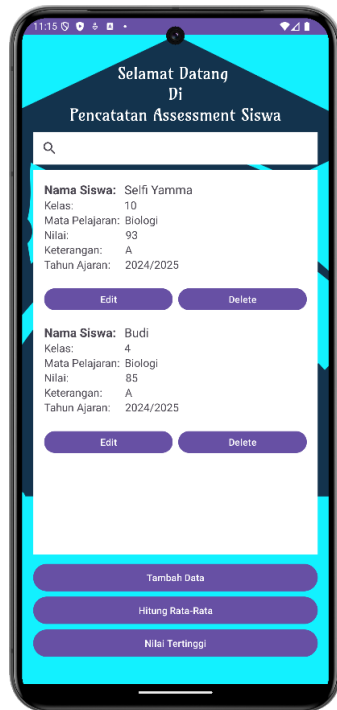 11:15
Selamat Datang
Di
Pencatatan Assessment Siswa
Nama Siswa: Selfi Yamma
Kelas: 10
Mata Pelajaran: Biologi
Nilai: 93
Keterangan: A
Tahun Ajaran: 2024/2025
Edit Delete
Nama Siswa: Budi
Kelas: 4
Mata Pelajaran: Biologi
Nilai: 85
Keterangan: A
Tahun Ajaran: 2024/2025
Edit Delete
Tambah Data
Hitung Rata-Rata
Nilai Tertinggi